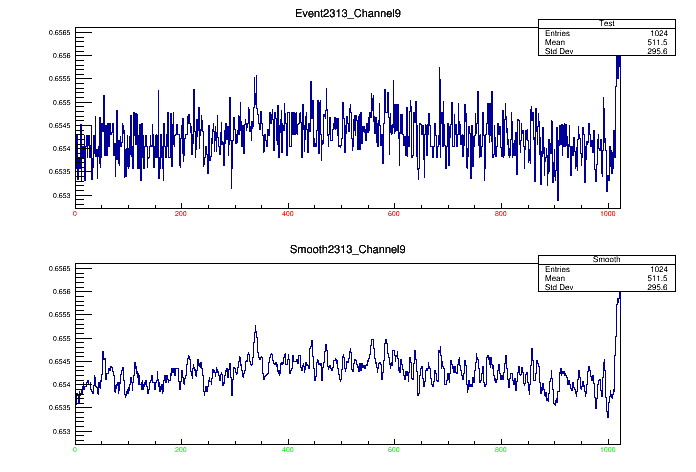 Event2313_Channel9
Test
Entries 1024
Mean 511.5
Std Dev 295.6
0.6565
0.656
0.6555
0.655
0.6545
0.654
0.6535
0.653
0 200 400 600 800 1000
Smooth2313_Channel9
Smooth
Entries 1024
Mean 511.5
Std Dev 295.6
0.6565
0.656
0.6555
0.655
0.6545
0.654
0.6535
0.653
0 200 400 600 800 1000